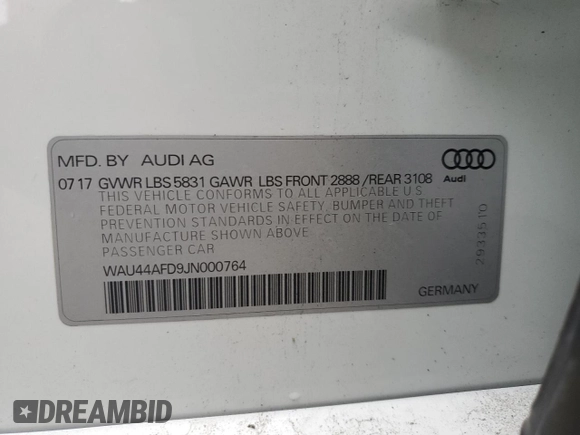 MFD. BY AUDI AG
Audi
07 17 GVWR LBS 5831 GAWR LBS FRONT 2888 /REAR 3108
THIS VEHICLE CONFORMS TO ALL APPLICABLE U S
FEDERAL MOTOR VEHICLE SAFETY, BUMPER AND THEFT
PREVENTION STANDARDS IN EFFECT ON THE DATE OF
MANUFACTURE SHOWN ABOVE
PASSENGER CAR
WAU44AFD9JN000764
GERMANY
DREAMBID